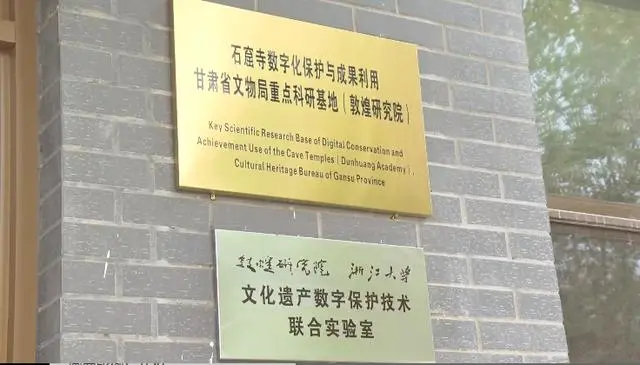 石窟寺数字化保护与成果利用
甘肃省文物局重点科研基地（敦煌研究院）
Key Scientific Research Base of Digital Conservation and
Achievement Use of the Cave Temples（Dunhuang Academy），
Cultural Heritage Bureau of Gansu Province
敦煌研究院 浙江大学
文化遗产数字保护技术
联合实验室